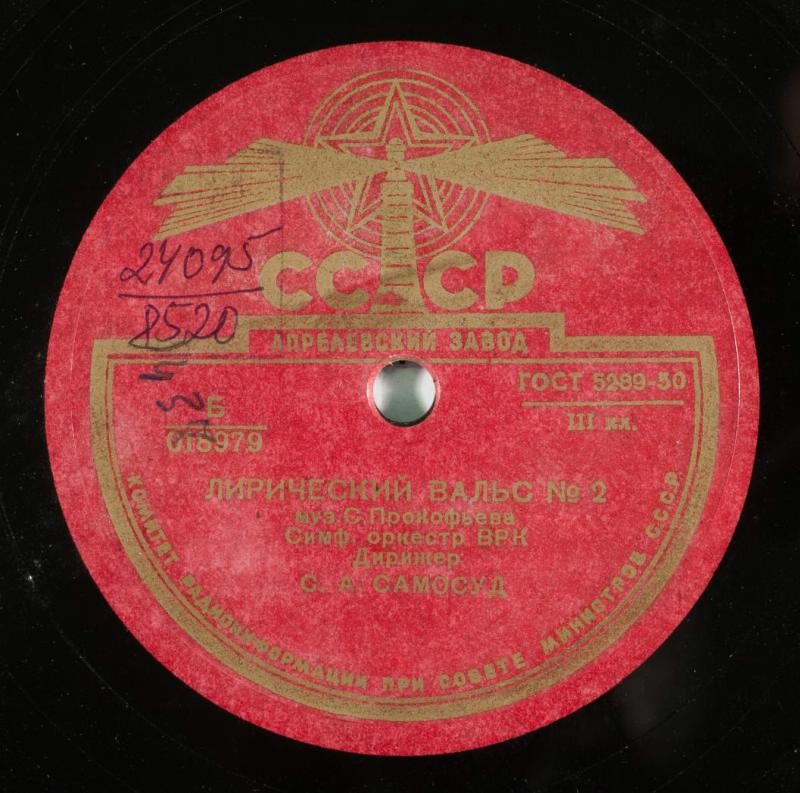 СССР
АПРЕЛЕВСКИЙ ЗАВОД
24095
8520
ГОСТ 5289-50
III кл.
Б
018979
ЛИРИЧЕСКИЙ ВАЛЬС № 2
муз. С. Прокофьева
Симф. оркестр ВРК
Дирижер
С. А. САМОСУД
КОМИТЕТ РАДИОИНФОРМАЦИИ ПРИ СОВЕТЕ МИНИСТРОВ СССР